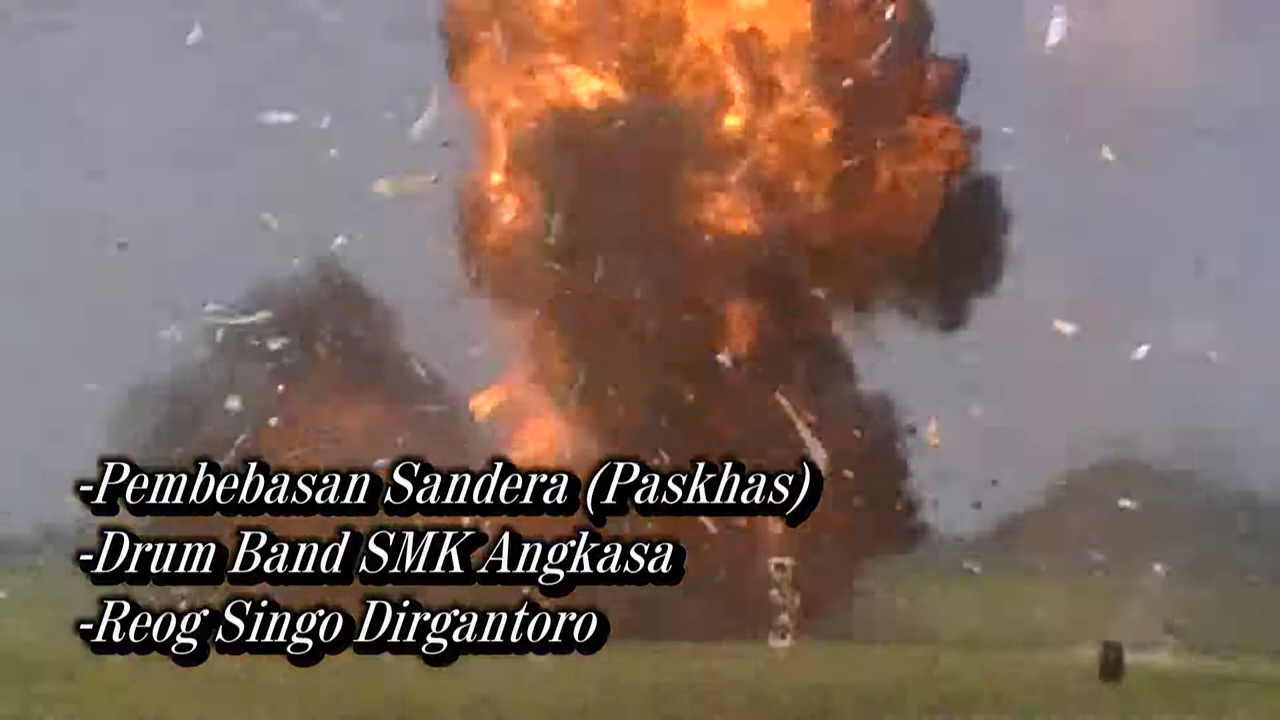 -Pembebasan Sandera (Paskhas)
-Drum Band SMK Angkasa
-Reog Singo Dirgantoro